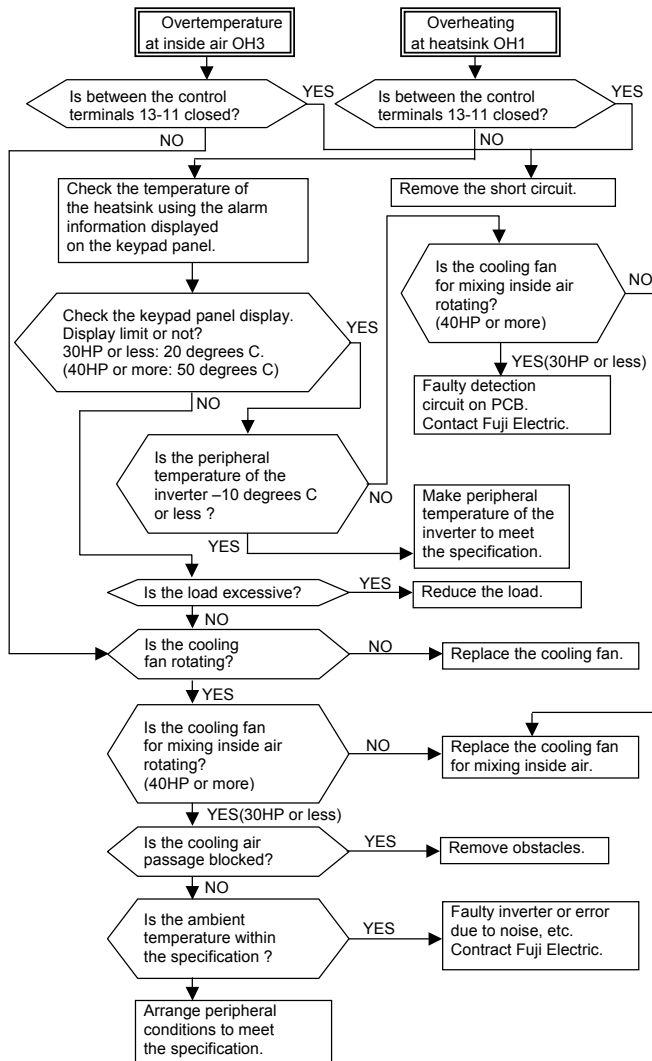 Overtemperature
at inside air OH3
Overheating
at heatsink OH1
Is between the control
terminals 13-11 closed?
YES
Is between the control
terminals 13-11 closed?
YES
NO
NO
Check the temperature of
the heatsink using the alarm
information displayed
on the keypad panel.
Remove the short circuit.
Is the cooling fan
for mixing inside air
rotating?
(40HP or more)
NO
Check the keypad panel display.
Display limit or not?
30HP or less: 20 degrees C.
(40HP or more: 50 degrees C)
YES
YES(30HP or less)
NO
Faulty detection
circuit on PCB.
Contact Fuji Electric.
Is the peripheral
temperature of the
inverter –10 degrees C
or less ?
NO
YES
Make peripheral
temperature of the
inverter to meet
the specification.
Is the load excessive?
YES
Reduce the load.
NO
Is the cooling
fan rotating?
NO
Replace the cooling fan.
YES
Is the cooling fan
for mixing inside air
rotating?
(40HP or more)
NO
Replace the cooling fan
for mixing inside air.
YES(30HP or less)
Is the cooling air
passage blocked?
YES
Remove obstacles.
NO
Is the ambient
temperature within
the specification ?
YES
Faulty inverter or error
due to noise, etc.
Contract Fuji Electric.
Arrange peripheral
conditions to meet
the specification.